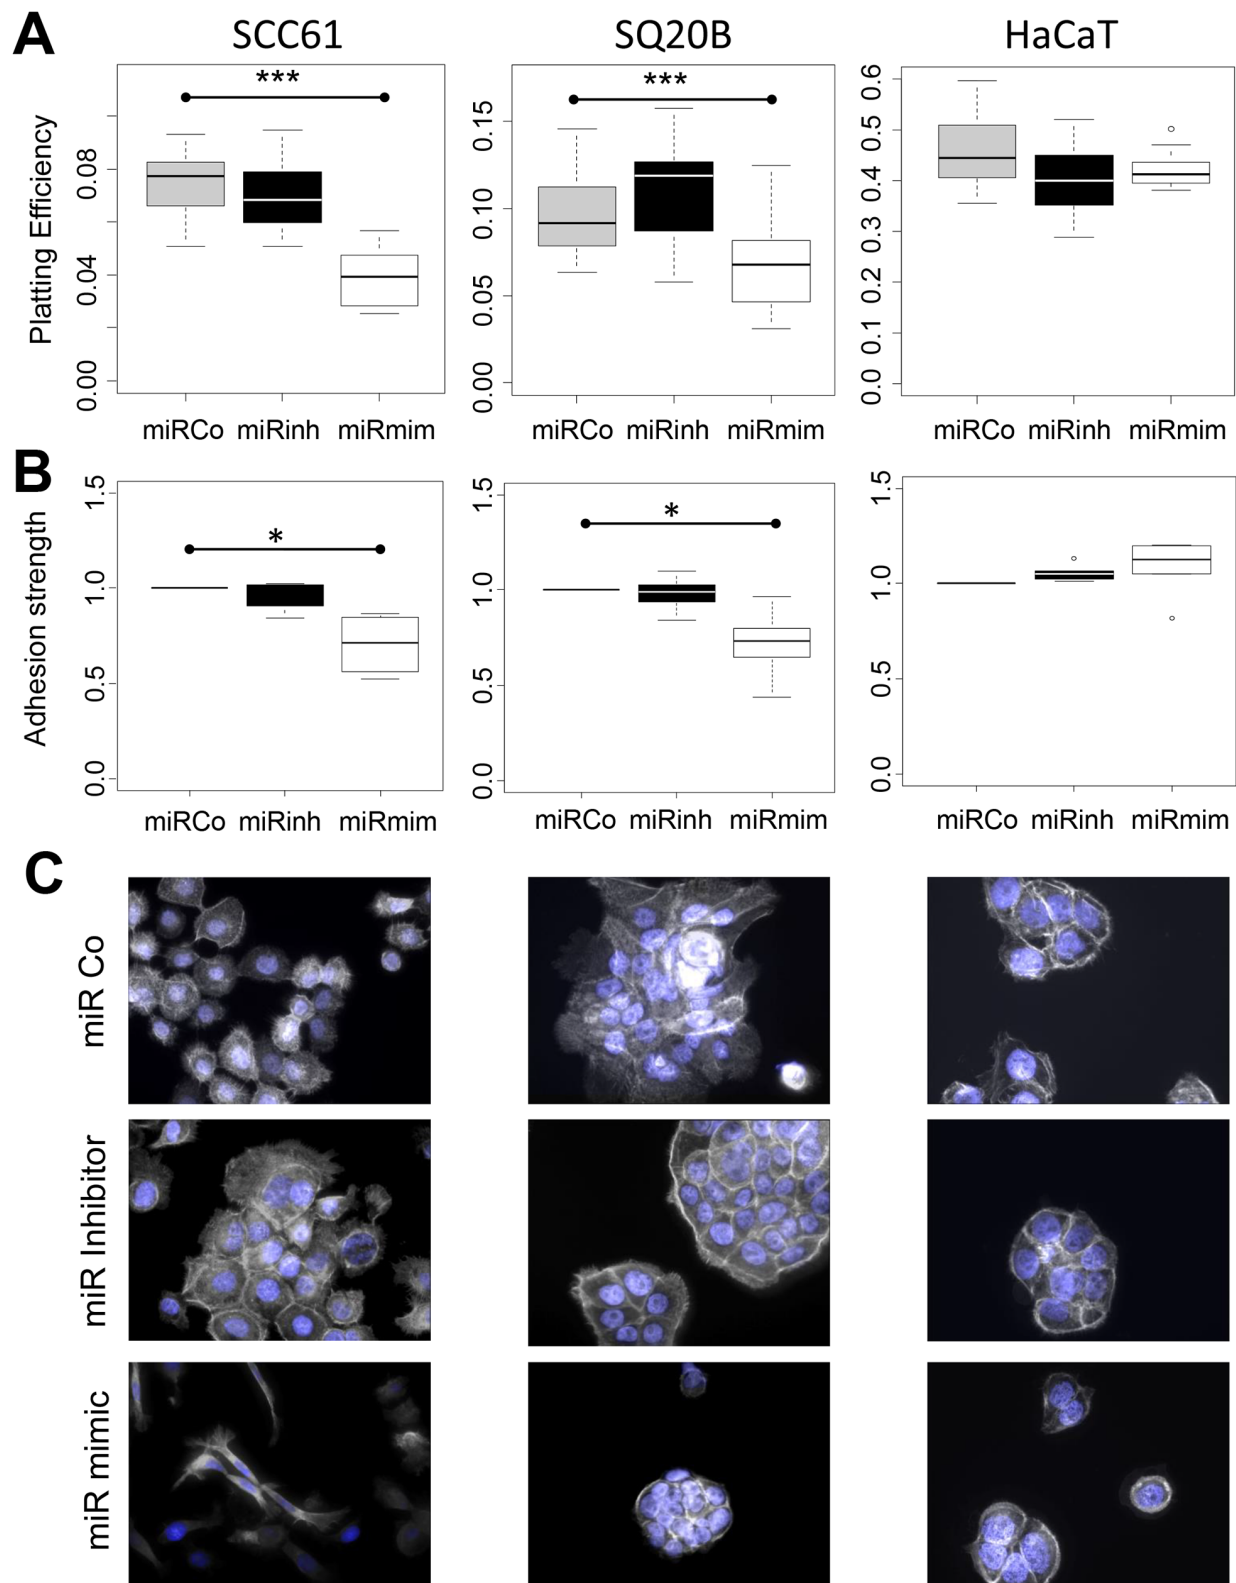 A
SCC61 SQ20B HaCaT
Platting Efficiency
0.00 0.04 0.08
***
miRCo miRinh miRmim
0.00 0.05 0.10 0.15
***
miRCo miRinh miRmim
0.0 0.1 0.2 0.3 0.4 0.5 0.6
miRCo miRinh miRmim
B
Adhesion strength
0.0 0.5 1.0 1.5
*
miRCo miRinh miRmim
0.0 0.5 1.0 1.5
*
miRCo miRinh miRmim
0.0 0.5 1.0 1.5
miRCo miRinh miRmim
C
miR Co
miR Inhibitor
miR mimic